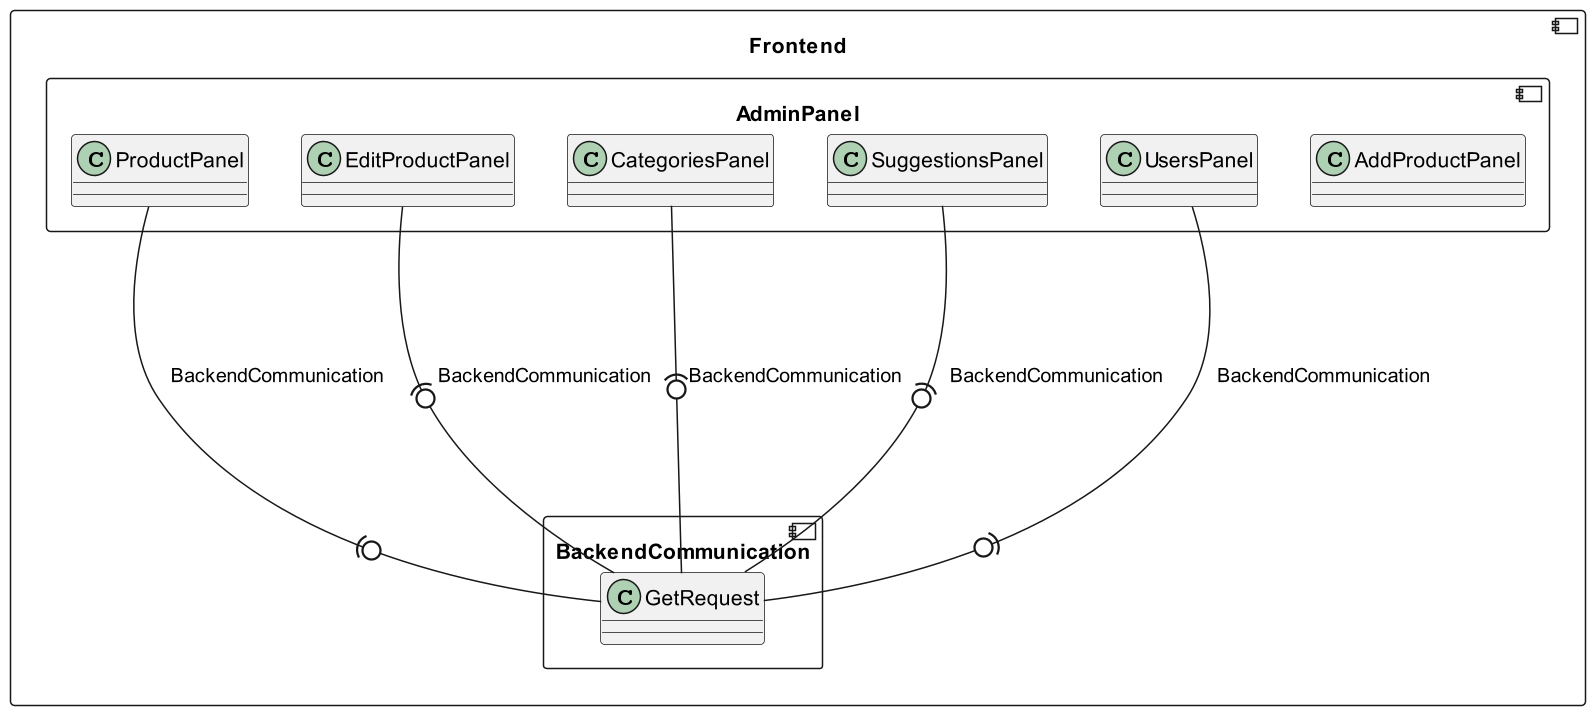 Frontend
AdminPanel
C ProductPanel
C EditProductPanel
C CategoriesPanel
C SuggestionsPanel
C UsersPanel
C AddProductPanel
BackendCommunication
BackendCommunication
BackendCommunication
BackendCommunication
BackendCommunication
BackendCommunication
C GetRequest